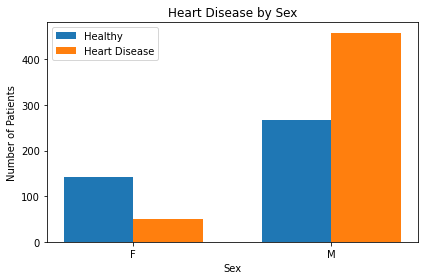 Heart Disease by Sex
Healthy
Heart Disease
Number of Patients
400
300
200
100
0
F
M
Sex